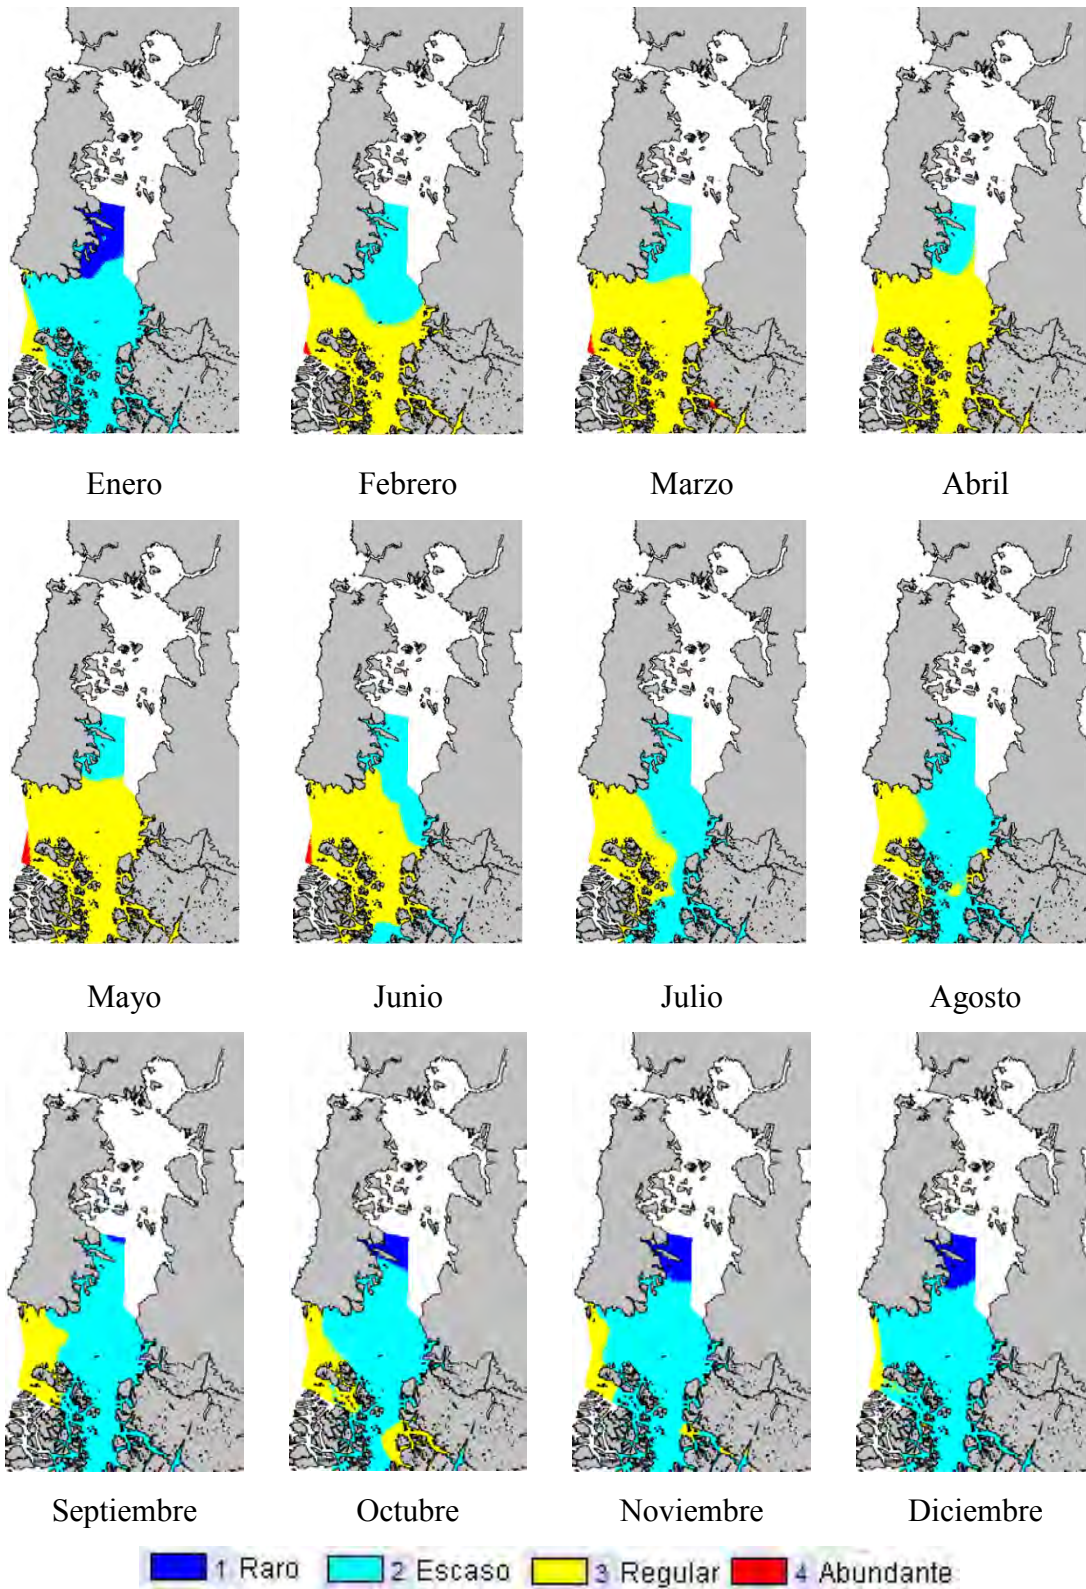 Enero Febrero Marzo Abril
Mayo Junio Julio Agosto
Septiembre Octubre Noviembre Diciembre
1 Raro 2 Escaso 3 Regular 4 Abundante